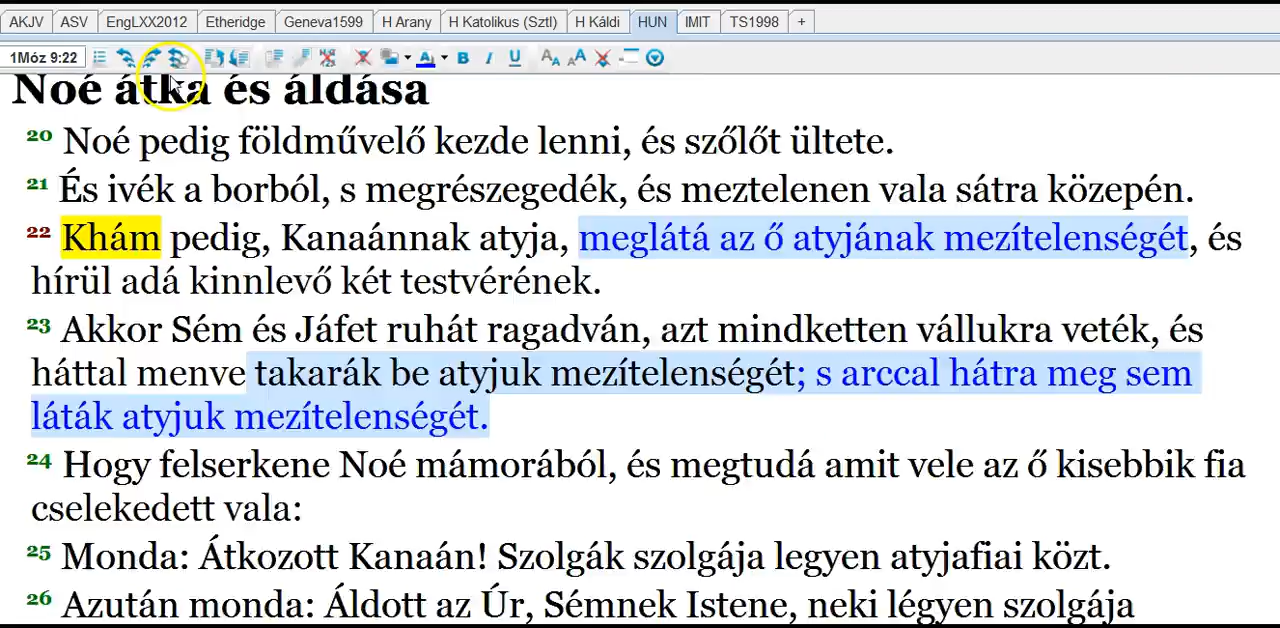 AKJV ASV EngLXX2012 Etheridge Geneva1599 H Arany H Katolikus (Sztl) H Káldi HUN IMIT TS1998 +
1Móz 9:22 A B I U A A A A
Noé átka és áldása
20 Noé pedig földművelő kezde lenni, és szőlőt ültete.
21 És ivék a borból, s megrészegedék, és meztelenen vala sátra közepén.
22 Khám pedig, Kanaánnak atyja, meglátá az ő atyjának mezítelenségét, és
hírül adá kinnlevő két testvérének.
23 Akkor Sém és Jáfet ruhát ragadván, azt mindketten vállukra veték, és
háttal menve takarák be atyjuk mezítelenségét; s arccal hátra meg sem
láták atyjuk mezítelenségét.
24 Hogy felserkene Noé mámorából, és megtudá amit vele az ő kisebbik fia
cselekedett vala:
25 Monda: Átkozott Kanaán! Szolgák szolgája legyen atyjafiai közt.
26 Azután monda: Áldott az Úr, Sémnek Istene, neki légyen szolgája